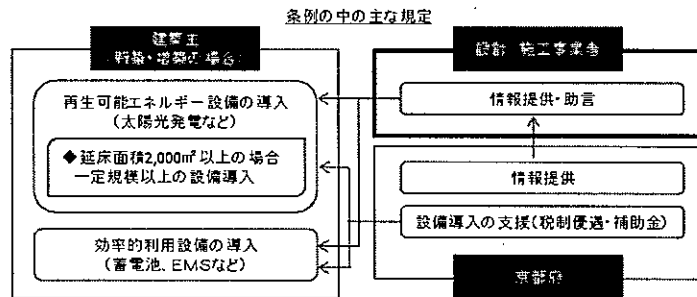 条例の中の主な規定
建築主
(新築・増築の場合)
再生可能エネルギー設備の導入
(太陽光発電など)
◆延床面積2,000㎡以上の場合
一定規模以上の設備導入
効率的利用設備の導入
(蓄電池、EMSなど)
設計・施工事業者
情報提供・助言
情報提供
設備導入の支援(税制優遇・補助金)
京都府